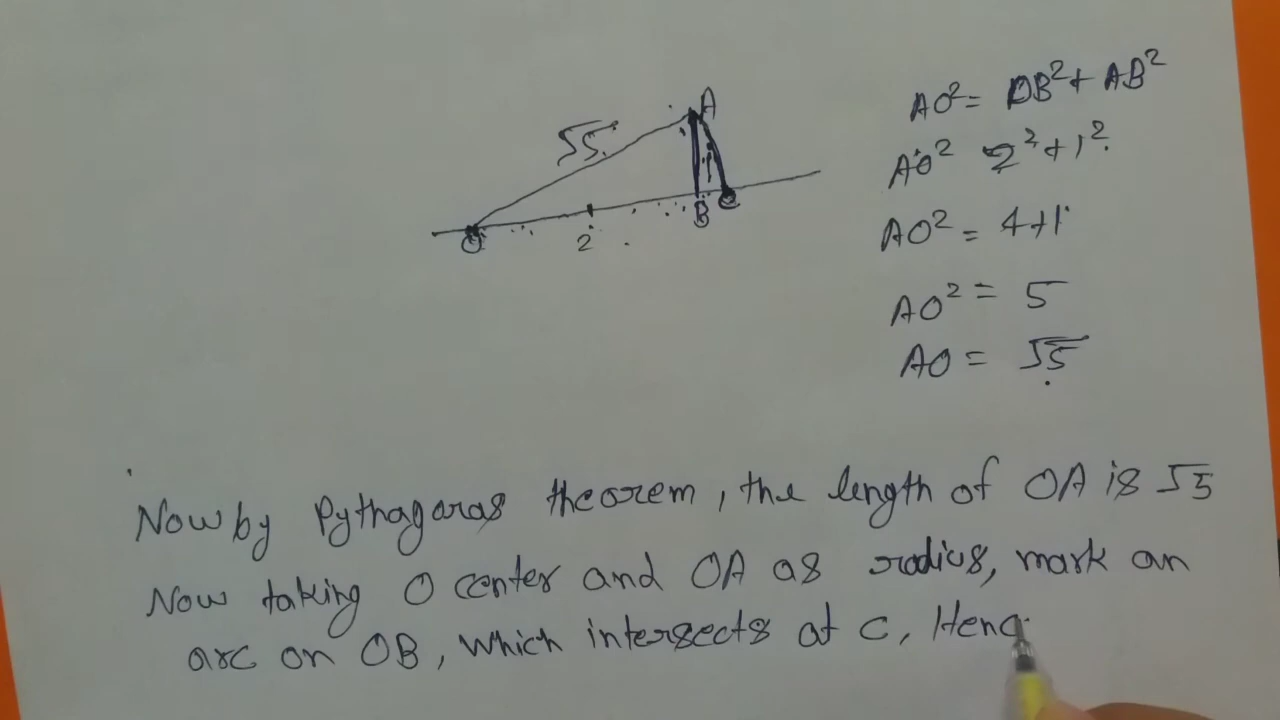 √5
A
O
2
B
C
AO² = OB² + AB²
AO² 2² + 1²
AO² = 4+1
AO² = 5
AO = √5
Now by Pythagoras theorem, the length of OA is √5
Now taking O center and OA as radius, mark an
arc on OB, which intersects at C, Henc